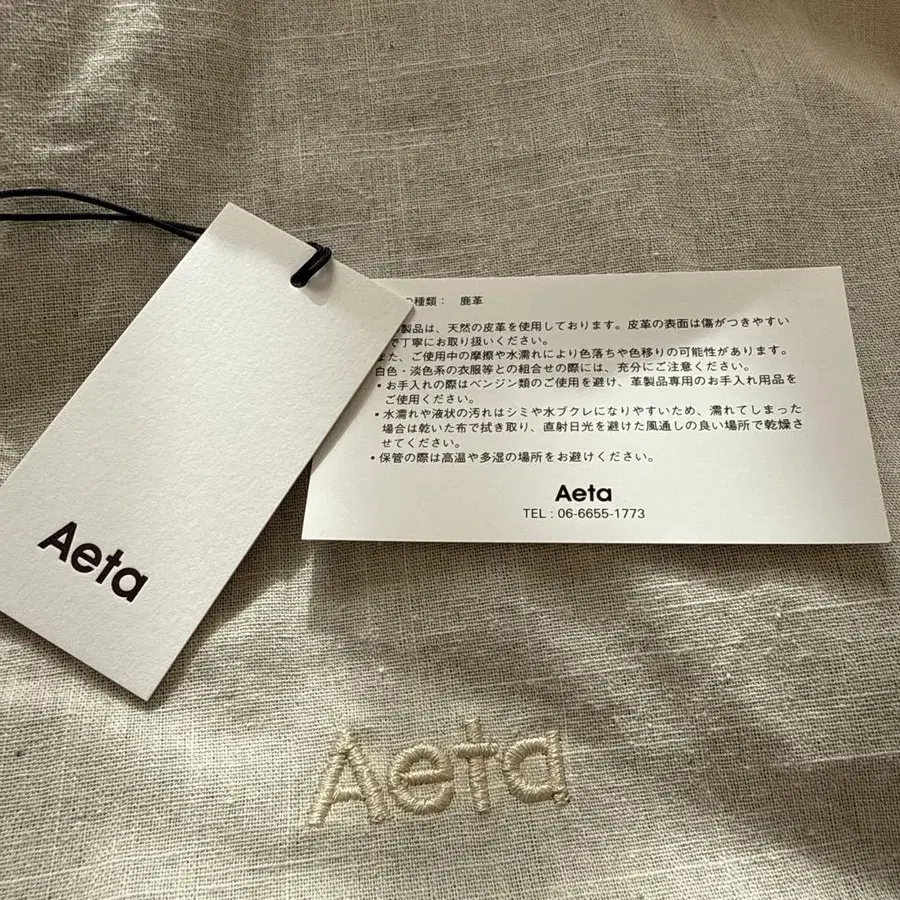 Aeta
種類： 鹿革
製品は、天然の皮革を使用しております。皮革の表面は傷がつきやすい
で丁寧にお取り扱いください。
また、ご使用中の摩擦や水濡れにより色落ちや色移りの可能性があります。
白色・淡色系の衣服等との組合せの際には、充分にご注意ください。
・お手入れの際はベンジン類のご使用を避け、革製品専用のお手入れ用品を
ご使用ください。
・水濡れや液状の汚れはシミや水ブクレになりやすいため、濡れてしまった
場合は乾いた布で拭き取り、直射日光を避けた風通しの良い場所で乾燥さ
せてください。
・保管の際は高温や多湿の場所をお避けください。
Aeta
TEL : 06-6655-1773
Aeta